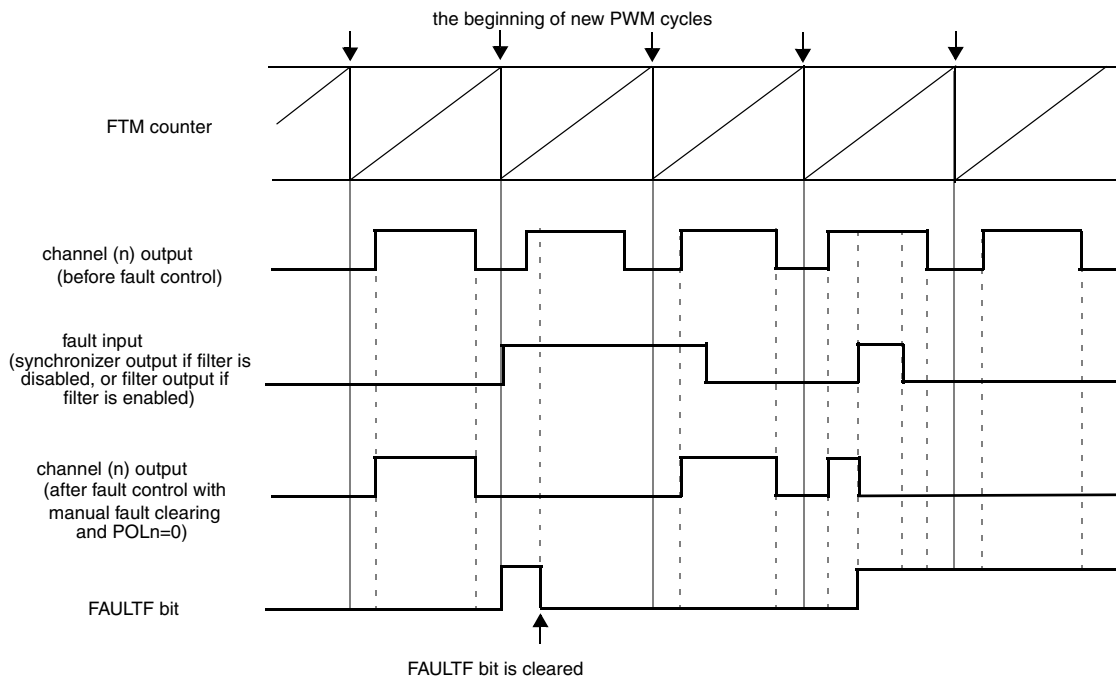 the beginning of new PWM cycles
FTM counter
channel (n) output
(before fault control)
fault input
(synchronizer output if filter is
disabled, or filter output if
filter is enabled)
channel (n) output
(after fault control with
manual fault clearing
and POLn=0)
FAULTF bit
FAULTF bit is cleared